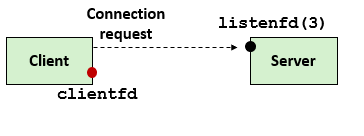 Connection
request
listenfd(3)
Client
Server
clientfd